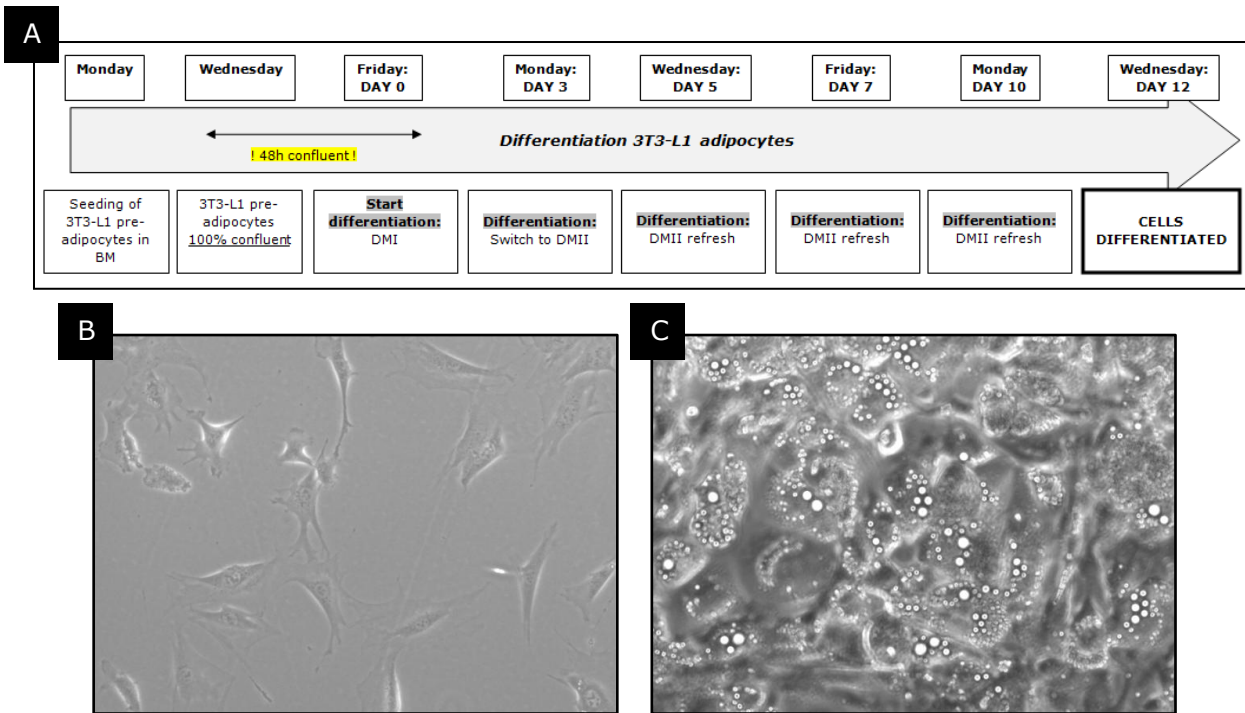 A
Monday
Wednesday
Friday:
DAY 0
Monday:
DAY 3
Wednesday:
DAY 5
Friday:
DAY 7
Monday
DAY 10
Wednesday:
DAY 12
Differentiation 3T3-L1 adipocytes
! 48h confluent !
Seeding of
3T3-L1 pre-
adipocytes in
BM
3T3-L1 pre-
adipocytes
100% confluent
Start
differentiation:
DMI
Differentiation:
Switch to DMII
Differentiation:
DMII refresh
Differentiation:
DMII refresh
Differentiation:
DMII refresh
CELLS
DIFFERENTIATED
B
C